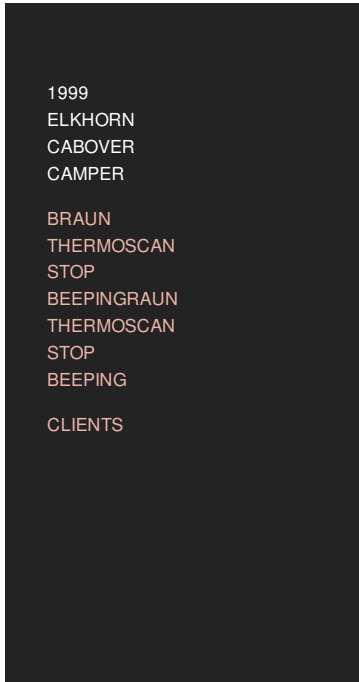 1999
ELKHORN
CABOVER
CAMPER
BRAUN
THERMOSCAN
STOP
BEEPINGRAUN
THERMOSCAN
STOP
BEEPING
CLIENTS